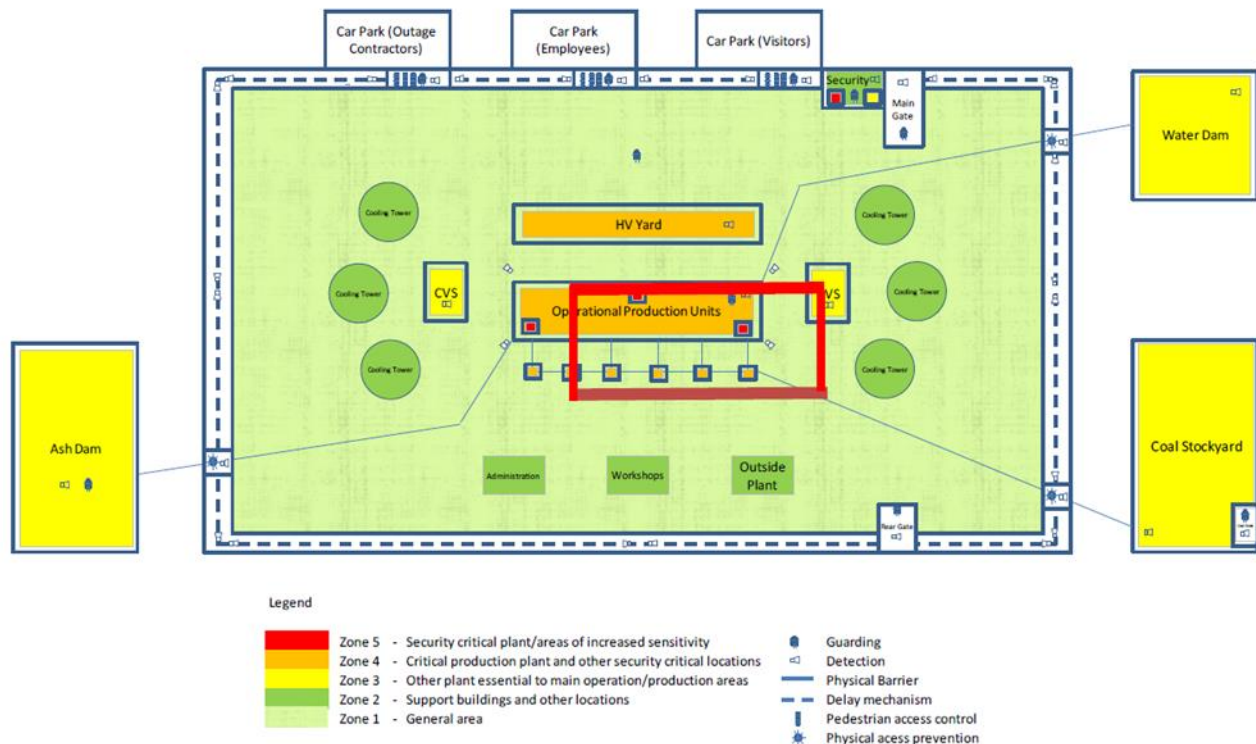 Car Park (Outage
Contractors)
Car Park
(Employees)
Car Park (Visitors)
Security
Main
Gate
Water Dam
Cooling Tower
Cooling Tower
HV Yard
Cooling Tower
CVS
Operational Production Units
VS
Cooling Tower
Cooling Tower
Cooling Tower
Ash Dam
Coal Stockyard
Administration
Workshops
Outside
Plant
Rear Gate
Legend
Zone 5 - Security critical plant/areas of increased sensitivity
Zone 4 - Critical production plant and other security critical locations
Zone 3 - Other plant essential to main operation/production areas
Zone 2 - Support buildings and other locations
Zone 1 - General area
Guarding
Detection
Physical Barrier
Delay mechanism
Pedestrian access control
Physical acess prevention